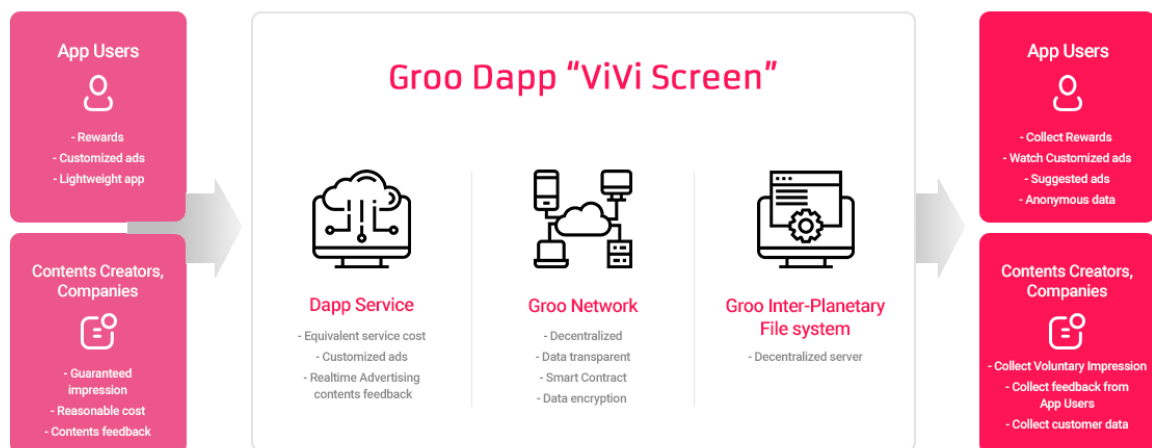 App Users
- Rewards
- Customized ads
- Lightweight app
Contents Creators,
Companies
- Guaranteed
impression
- Reasonable cost
- Contents feedback
Groo Dapp “ViVi Screen”
Dapp Service
- Equivalent service cost
- Customized ads
- Realtime Advertising
contents feedback
Groo Network
- Decentralized
- Data transparent
- Smart Contract
- Data encryption
Groo Inter-Planetary
File system
- Decentralized server
App Users
- Collect Rewards
- Watch Customized ads
- Suggested ads
- Anonymous data
Contents Creators,
Companies
- Collect Voluntary Impression
- Collect feedback from
App Users
- Collect customer data